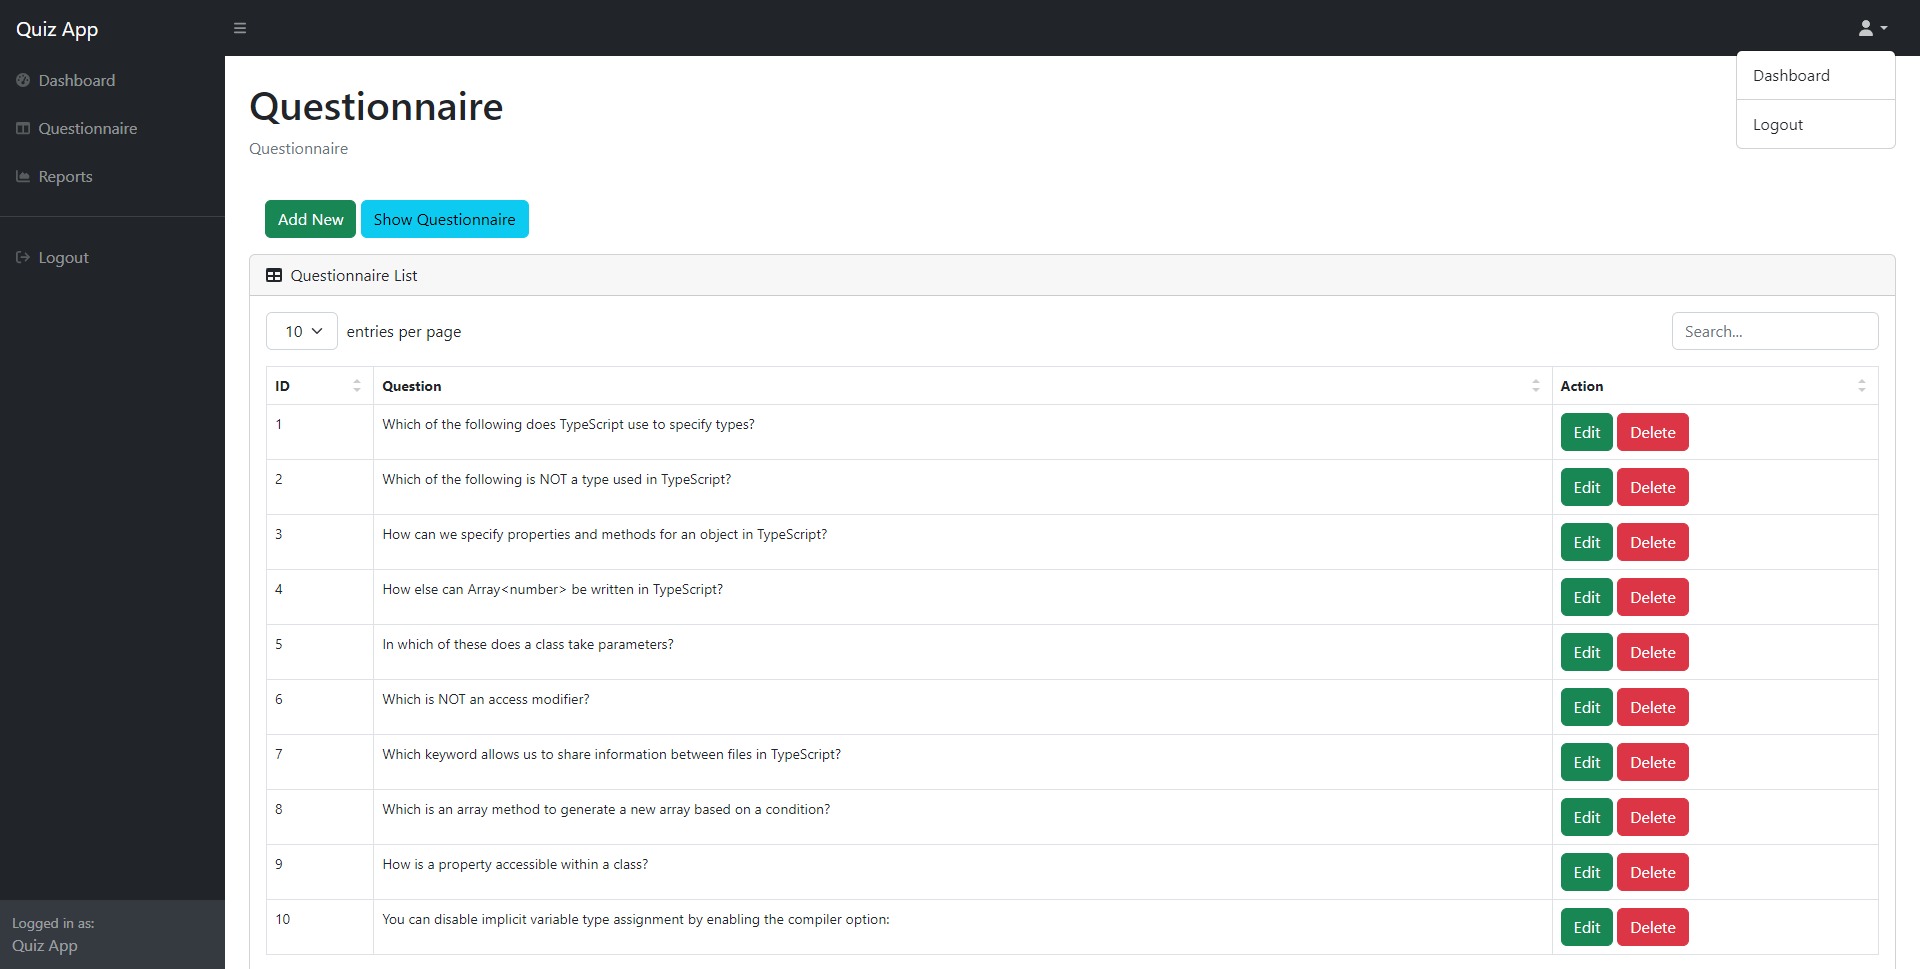 Quiz App
Dashboard
Questionnaire
Reports
Logout
Logged in as:
Quiz App
Dashboard
Logout
Questionnaire
Questionnaire
Add New Show Questionnaire
Questionnaire List
10 entries per page Search...
ID Question Action
1 Which of the following does TypeScript use to specify types? Edit Delete
2 Which of the following is NOT a type used in TypeScript? Edit Delete
3 How can we specify properties and methods for an object in TypeScript? Edit Delete
4 How else can Array<number> be written in TypeScript? Edit Delete
5 In which of these does a class take parameters? Edit Delete
6 Which is NOT an access modifier? Edit Delete
7 Which keyword allows us to share information between files in TypeScript? Edit Delete
8 Which is an array method to generate a new array based on a condition? Edit Delete
9 How is a property accessible within a class? Edit Delete
10 You can disable implicit variable type assignment by enabling the compiler option: Edit Delete